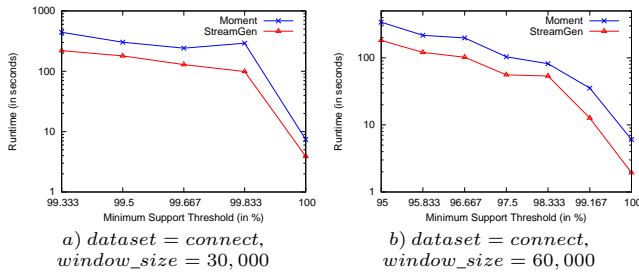 1000
100
10
1
Runtime (in seconds)
Moment
StreamGen
99.333 99.5 99.667 99.833 100
Minimum Support Threshold (in %)
a) dataset = connect,
window_size = 30,000
100
10
1
Runtime (in seconds)
Moment
StreamGen
95 95.833 96.667 97.5 98.333 99.167 100
Minimum Support Threshold (in %)
b) dataset = connect,
window_size = 60,000